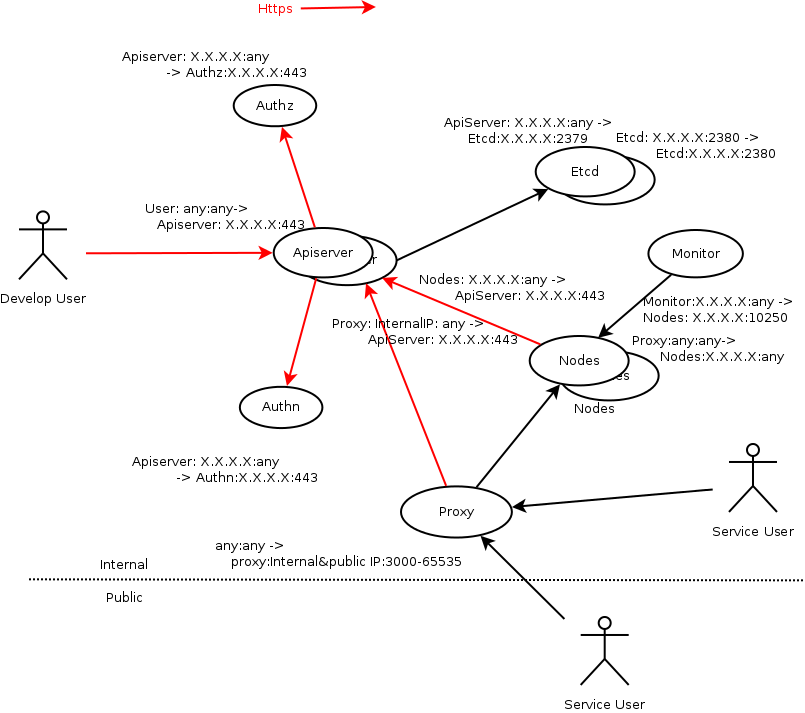 Https
Apiserver: X.X.X.X:any
-> Authz:X.X.X.X:443
Authz
ApiServer: X.X.X.X:any ->
Etcd:X.X.X.X:2379
Etcd: X.X.X.X:2380 ->
Etcd:X.X.X.X:2380
Etcd
User: any:any->
Apiserver: X.X.X.X:443
Apiserver
Develop User
Monitor
Nodes: X.X.X.X:any ->
ApiServer: X.X.X.X:443
Monitor:X.X.X.X:any ->
Nodes: X.X.X.X:10250
Proxy: InternalIP: any ->
ApiServer: X.X.X.X:443
Proxy:any:any->
Nodes:X.X.X.X:any
Nodes
Nodes
Authn
Apiserver: X.X.X.X:any
-> Authn:X.X.X.X:443
Proxy
Service User
any:any ->
proxy:Internal&public IP:3000-65535
Internal
Public
Service User